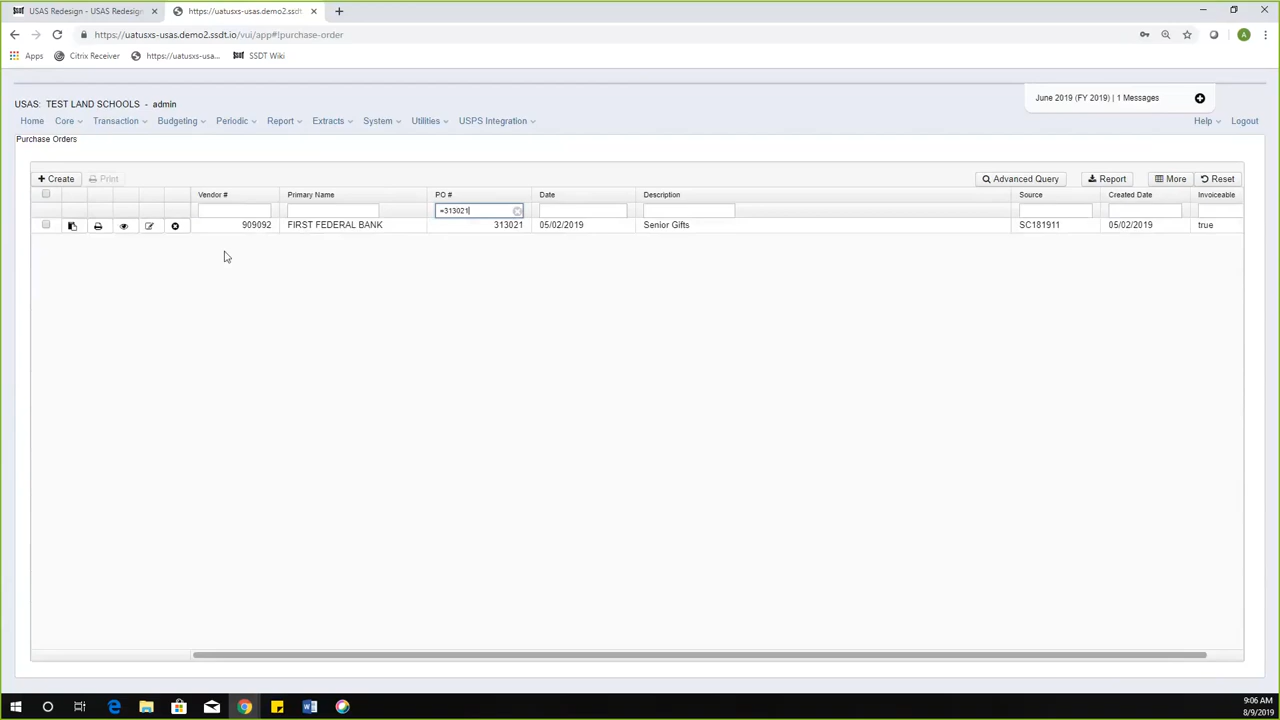 USAS Redesign - USAS Redesign
https://uatusxs-usas.demo2.ssdt
https://uatusxs-usas.demo2.ssdt.io/vui/app#!purchase-order
A
Apps
Citrix Receiver
https://uatusxs-usa...
SSDT Wiki
June 2019 (FY 2019) | 1 Messages
USAS: TEST LAND SCHOOLS - admin
Home Core Transaction Budgeting Periodic Report Extracts System Utilities USPS Integration Help Logout
Purchase Orders
Create Print Advanced Query Report More Reset
Vendor # Primary Name PO # Date Description Source Created Date Invoiceable
=313021
909092 FIRST FEDERAL BANK 313021 05/02/2019 Senior Gifts SC181911 05/02/2019 true
9:06 AM
8/9/2019